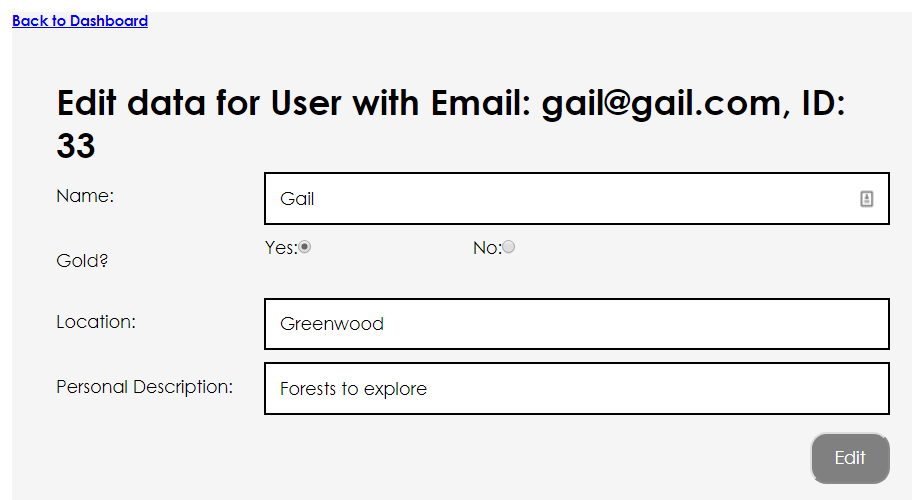 Back to Dashboard
Edit data for User with Email: gail@gail.com, ID:
33
Name:
Gail
Gold?
Yes:
No:
Location:
Greenwood
Personal Description:
Forests to explore
Edit